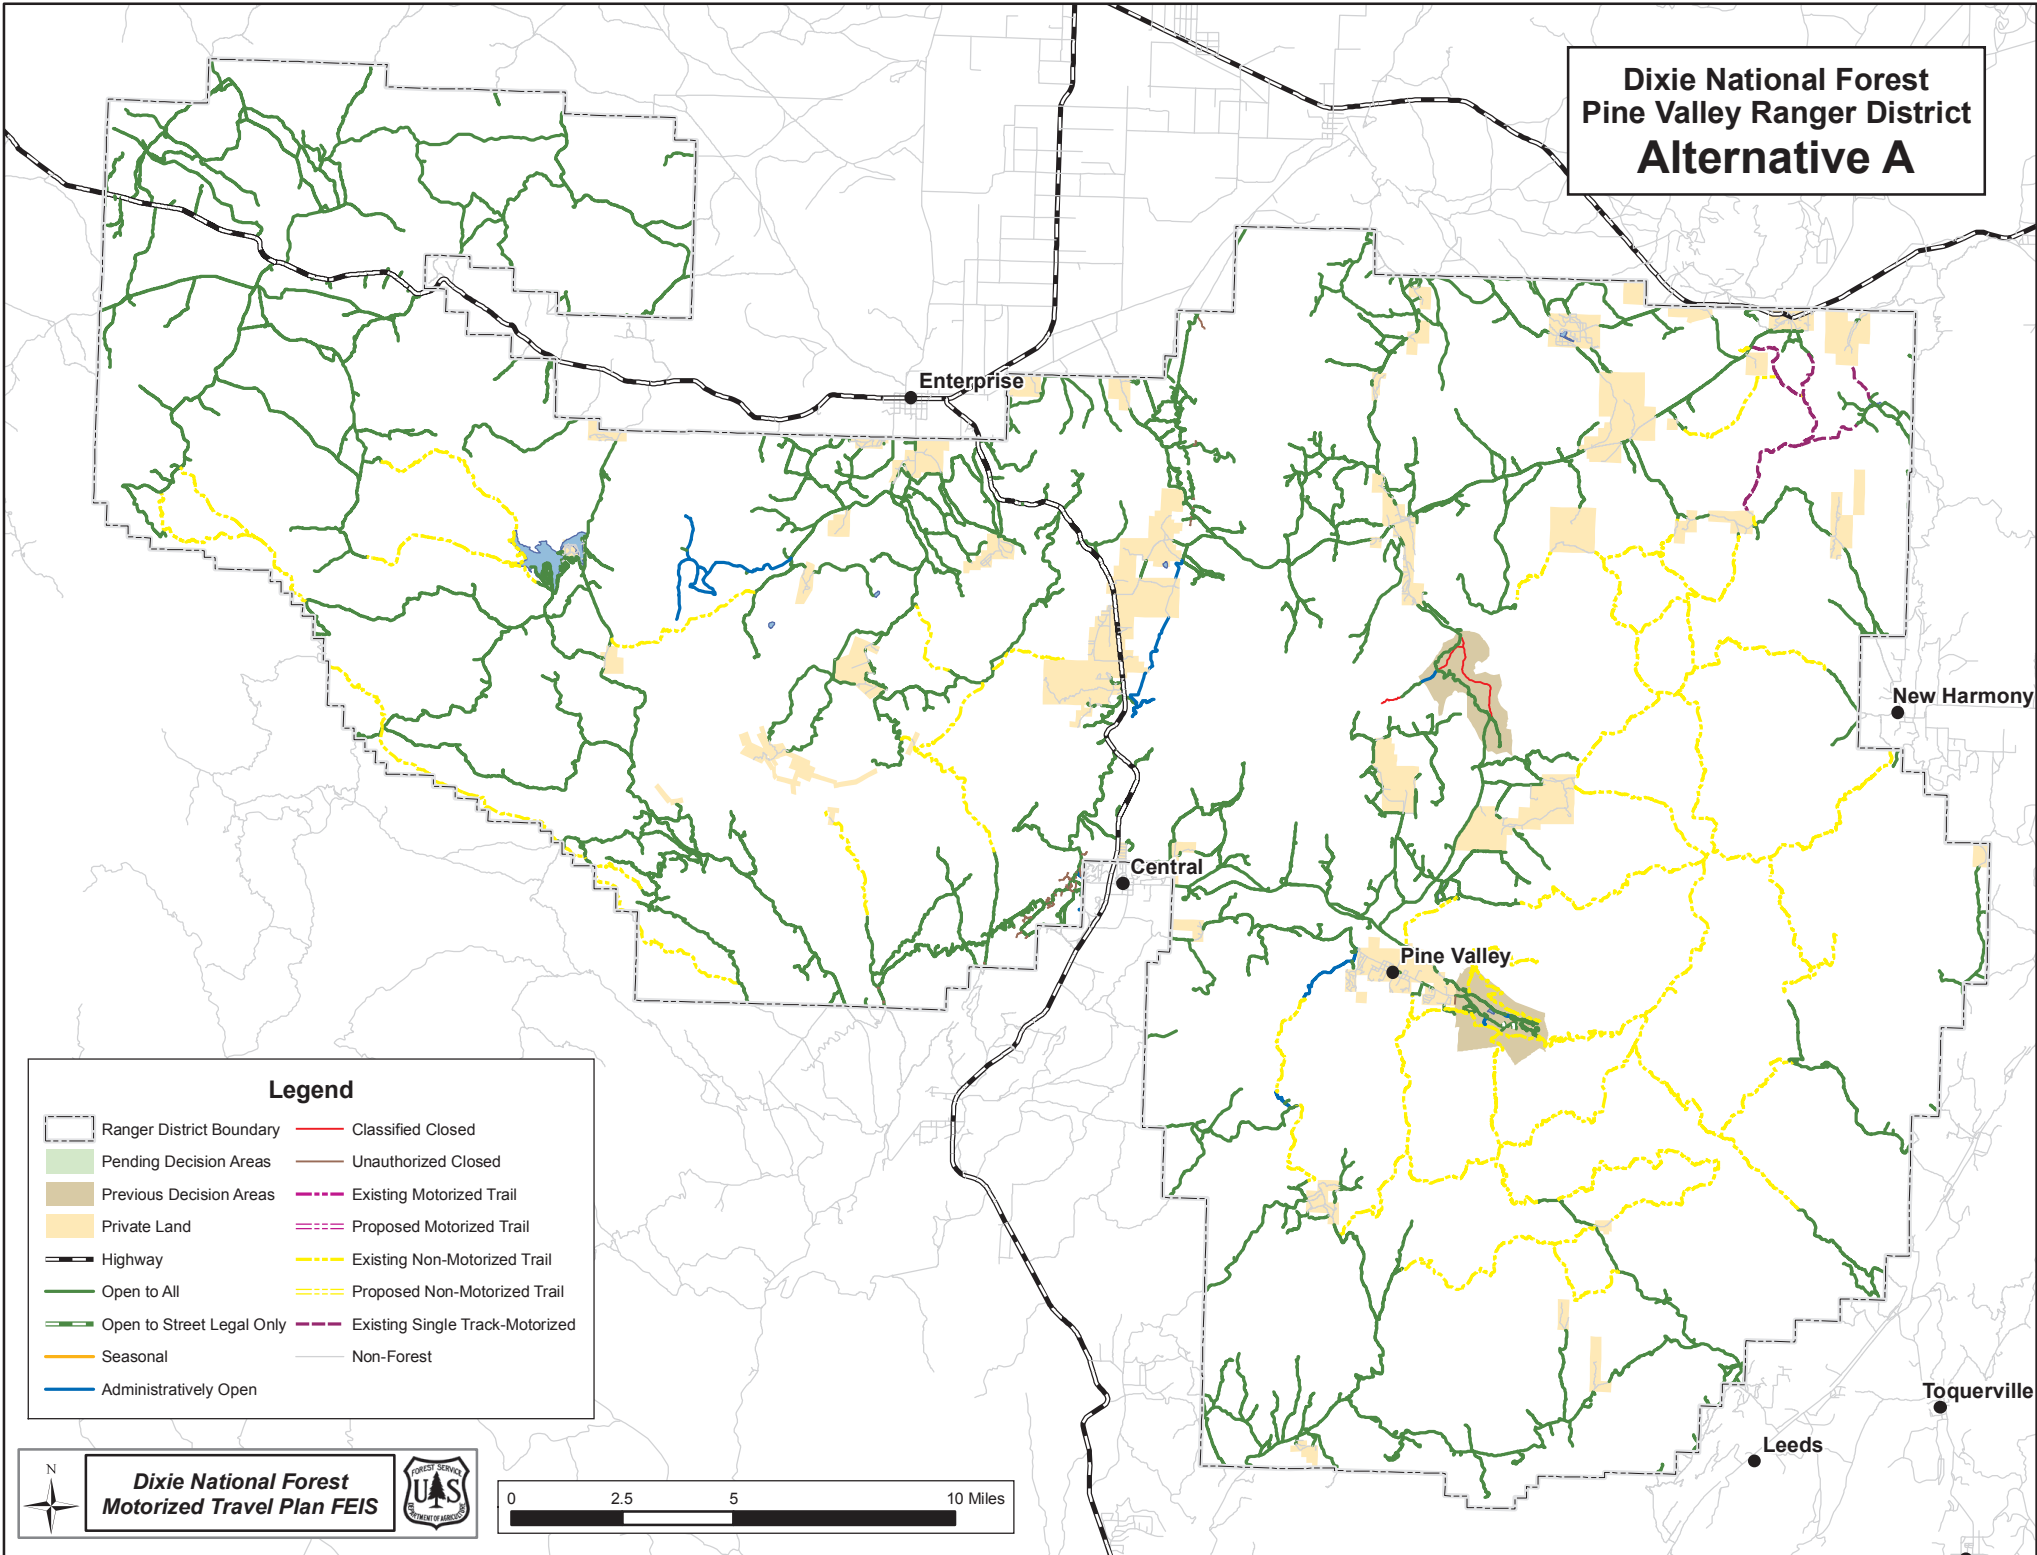 Dixie National Forest
Pine Valley Ranger District
Alternative A
Enterprise
New Harmony
Central
Pine Valley
Toquerville
Leeds
Legend
Ranger District Boundary
Pending Decision Areas
Previous Decision Areas
Private Land
Highway
Open to All
Open to Street Legal Only
Seasonal
Administratively Open
Classified Closed
Unauthorized Closed
Existing Motorized Trail
Proposed Motorized Trail
Existing Non-Motorized Trail
Proposed Non-Motorized Trail
Existing Single Track-Motorized
Non-Forest
N
Dixie National Forest
Motorized Travel Plan FEIS
FOREST SERVICE
U S
DEPARTMENT OF AGRICULTURE
0 2.5 5 10 Miles